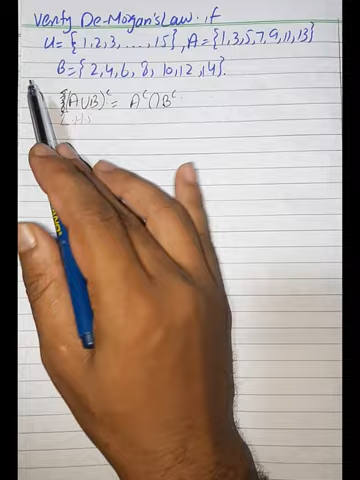 Verify De-Mogan's Law. if
U = { 1, 2, 3, ...., 15 } , A = { 1, 3, 5, 7, 9, 11, 13 }
B = { 2, 4, 6, 8, 10, 12, 14 }.
(A∪B)ᶜ = Aᶜ ∩ Bᶜ
L.H.